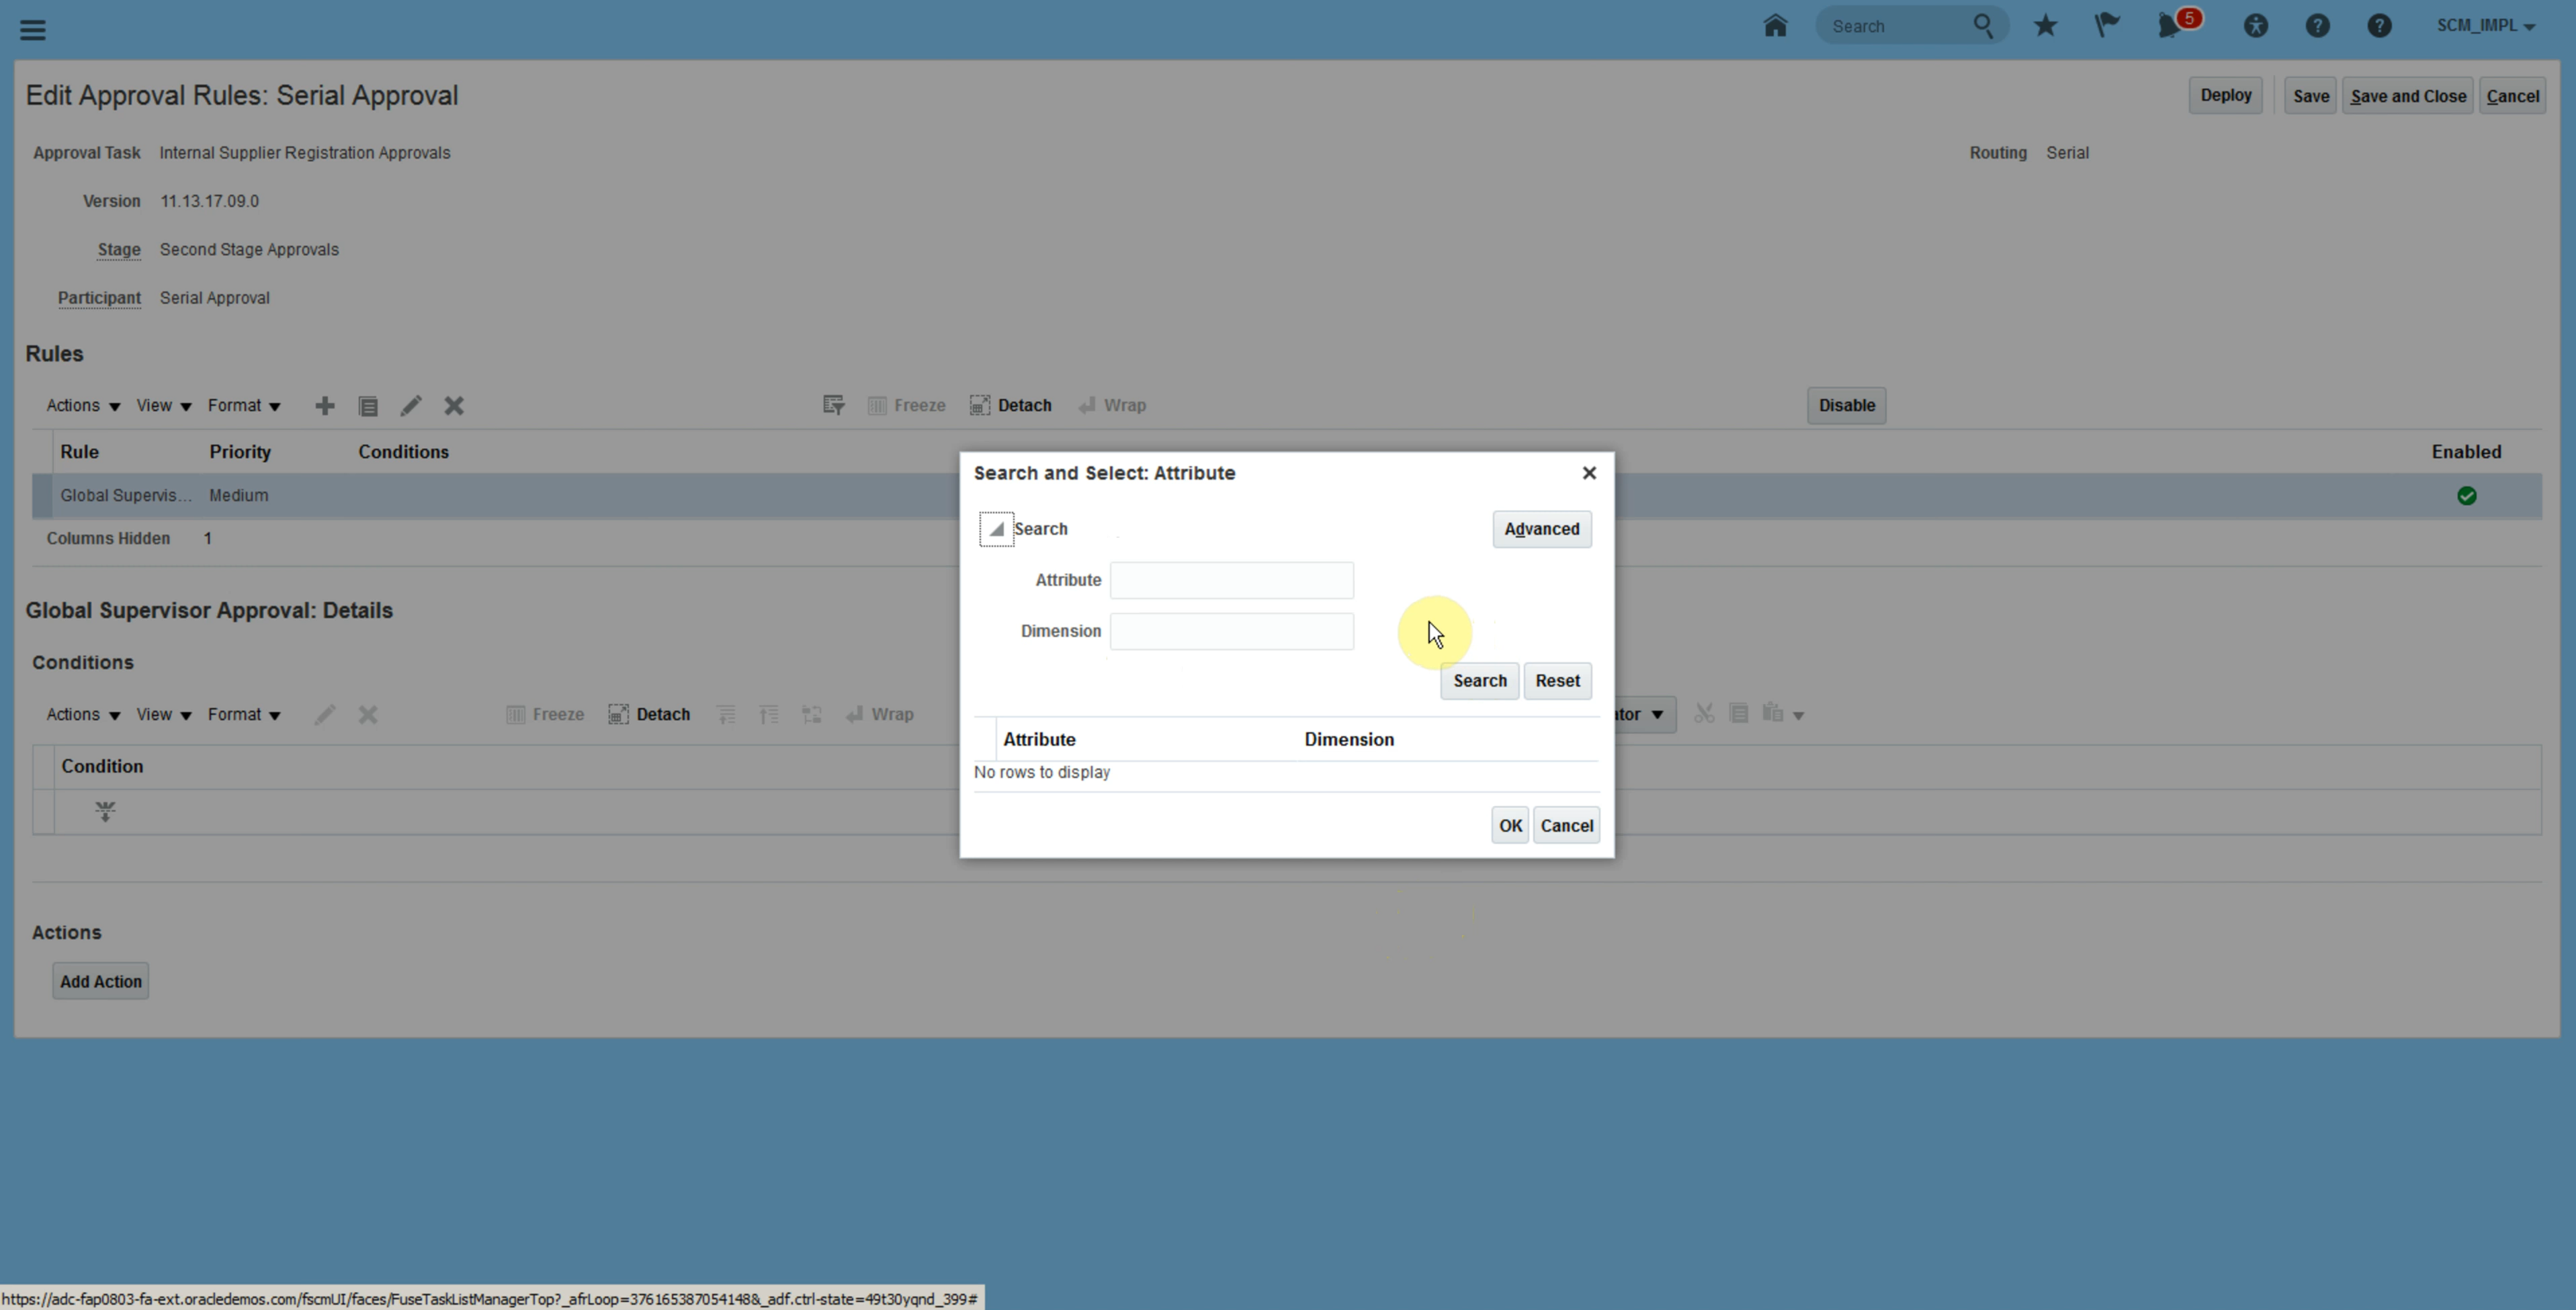 Search
5
SCM_IMPL
Edit Approval Rules: Serial Approval
Deploy Save Save and Close Cancel
Approval Task Internal Supplier Registration Approvals
Routing Serial
Version 11.13.17.09.0
Stage Second Stage Approvals
Participant Serial Approval
Rules
Actions View Format Freeze Detach Wrap Disable
Rule Priority Conditions Enabled
Global Supervis... Medium
Columns Hidden 1
Global Supervisor Approval: Details
Conditions
Actions View Format Freeze Detach Wrap
Condition
Actions
Add Action
Search and Select: Attribute
Search Advanced
Attribute
Dimension
Search Reset
Attribute Dimension
No rows to display
OK Cancel
https://adc-fap0803-fa-ext.oracledemos.com/fscmUI/faces/FuseTaskListManagerTop?_afrLoop=376165387054148&_adf.ctrl-state=49t30yqnd_399#